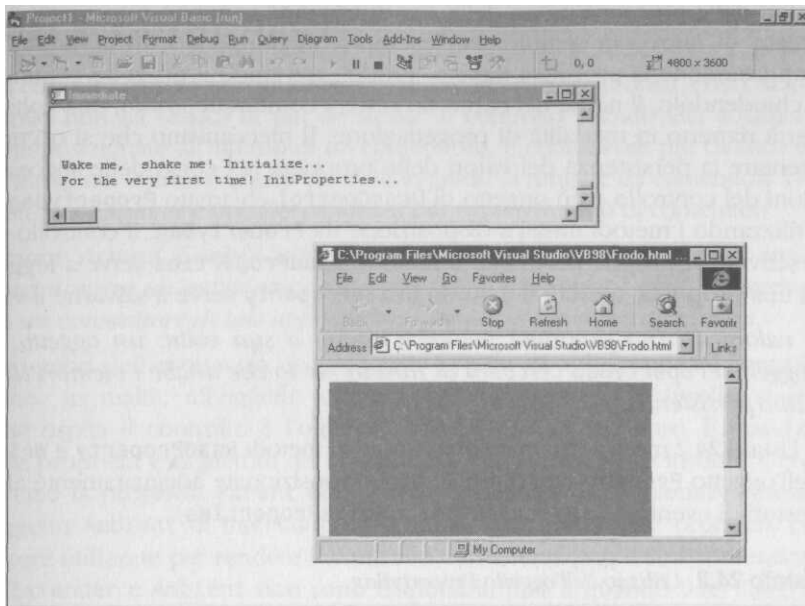 Project1 - Microsoft Visual Basic [run]
File Edit View Project Format Debug Run Query Diagram Tools Add-Ins Window Help
0, 0 4800 x 3600
Immediate
Wake me, shake me! Initialize...
For the very first time! InitProperties...
C:\Program Files\Microsoft Visual Studio\VB98\Frodo.html ...
File Edit View Go Favorites Help
Back Forward Stop Refresh Home Search Favorit
Address C:\Program Files\Microsoft Visual Studio\VB98\Frodo.html Links
My Computer